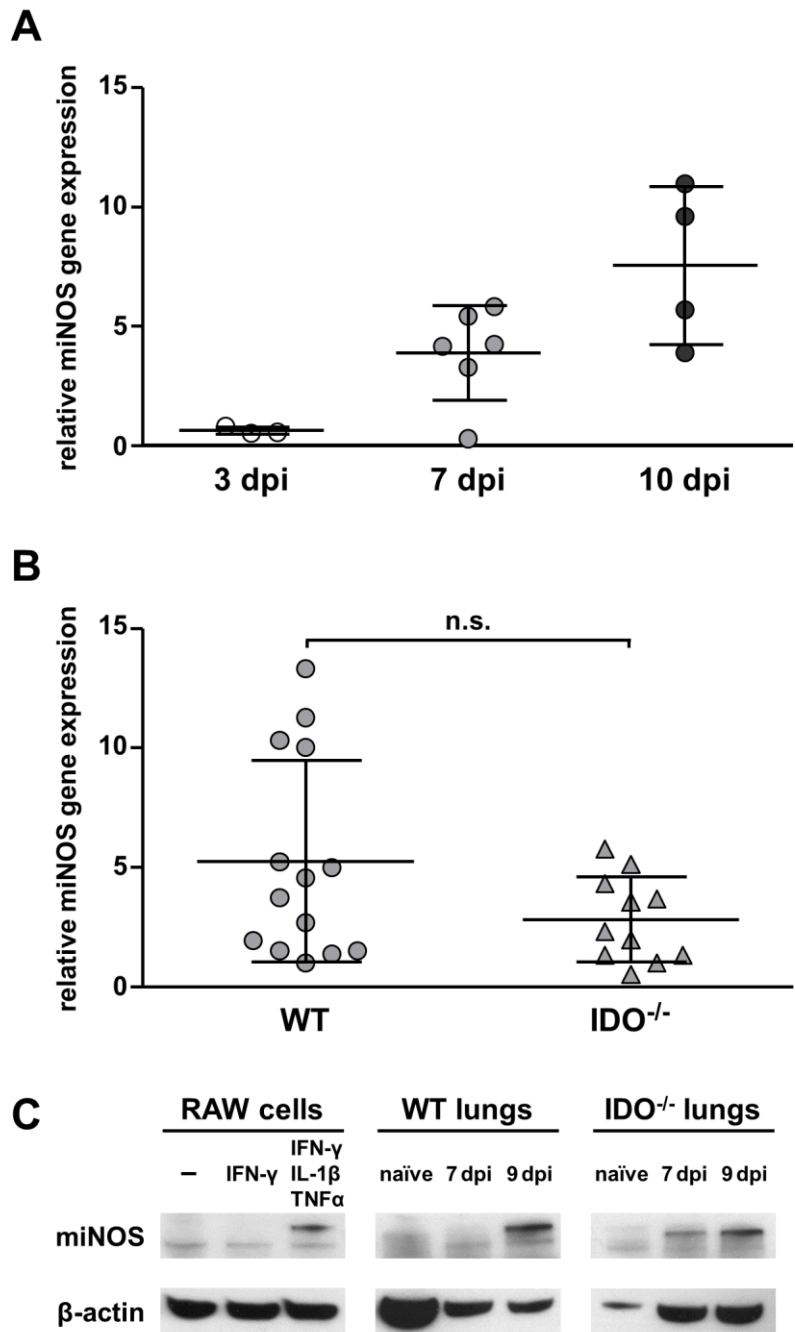 A
relative miNOS gene expression
15
10
5
0
3 dpi 7 dpi 10 dpi
B
relative miNOS gene expression
15
10
5
0
n.s.
WT IDO-/-
C
RAW cells WT lungs IDO-/- lungs
– IFN-γ IFN-γ IL-1β TNFα naïve 7 dpi 9 dpi naïve 7 dpi 9 dpi
miNOS
β-actin